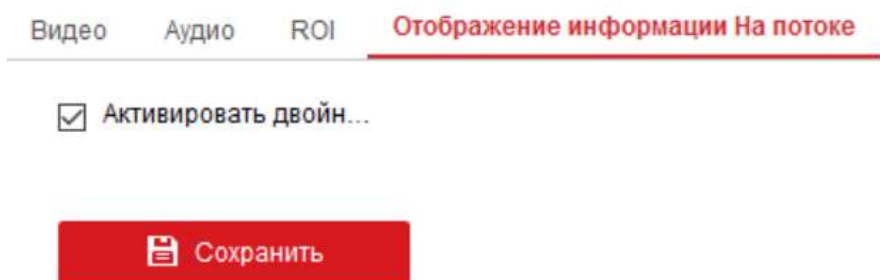 Видео Аудио ROI Отображение информации На потоке
Активировать двойн...
Сохранить